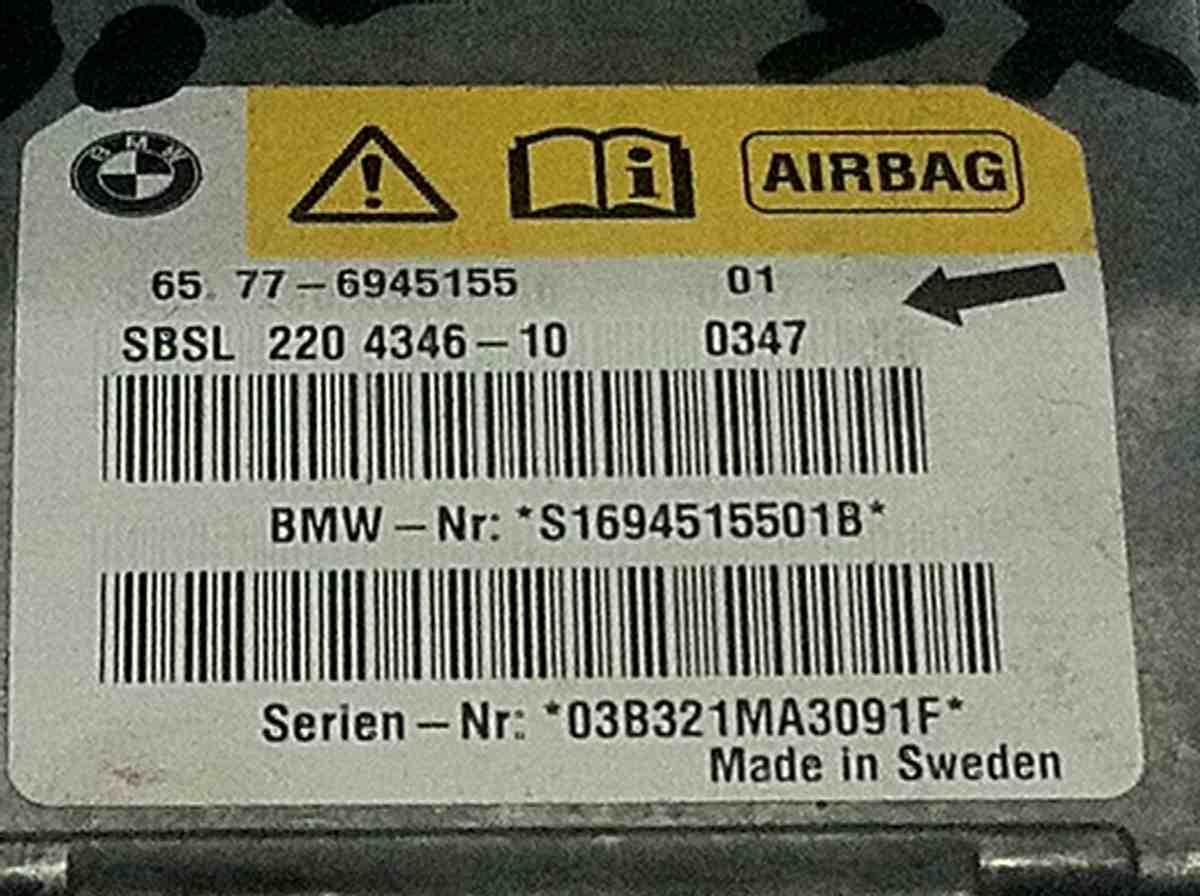 BMW
i AIRBAG
65. 77-6945155 01
SBSL 220 4346-10 0347
BMW-Nr: *S1694515501B*
Serien-Nr: *03B321MA3091F*
Made in Sweden